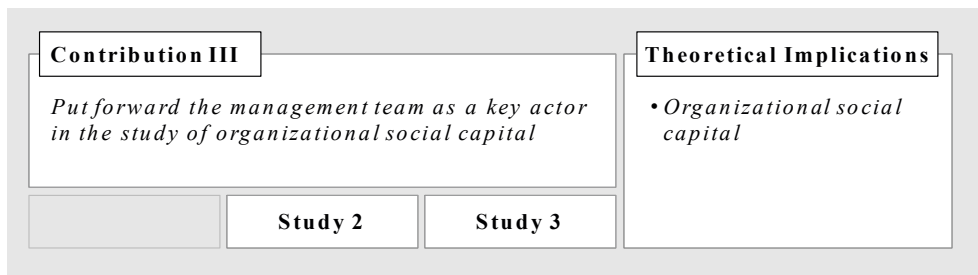 Contribution III
Put forward the management team as a key actor
in the study of organizational social capital
Study 2
Study 3
Theoretical Implications
• Organizational social
capital